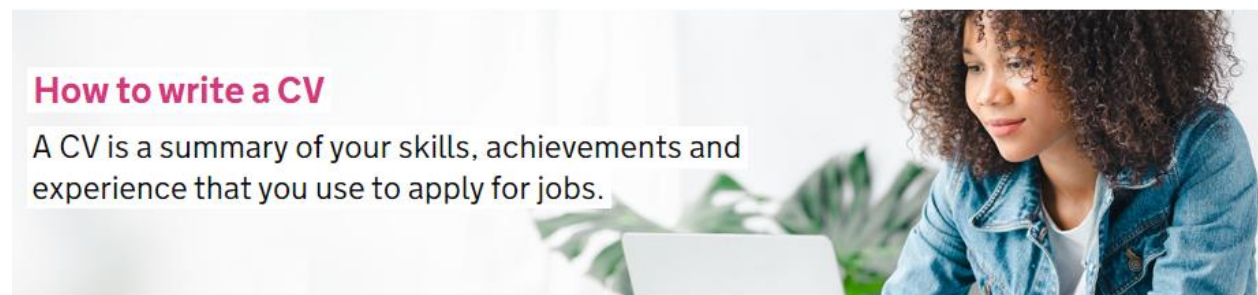 How to write a CV
A CV is a summary of your skills, achievements and
experience that you use to apply for jobs.